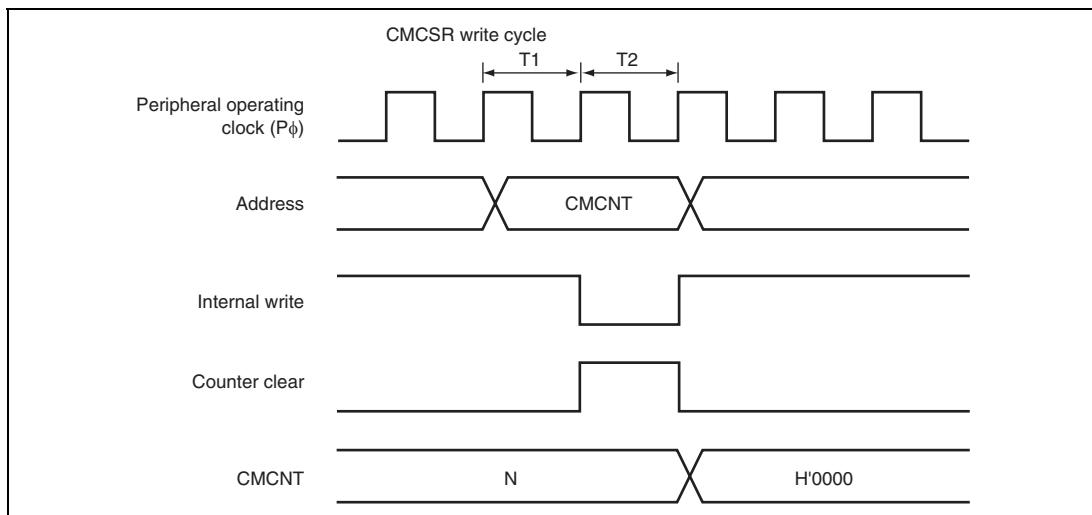 CMCSR write cycle
T1
T2
Peripheral operating
clock (Pϕ)
Address
CMCNT
Internal write
Counter clear
CMCNT
N
H'0000